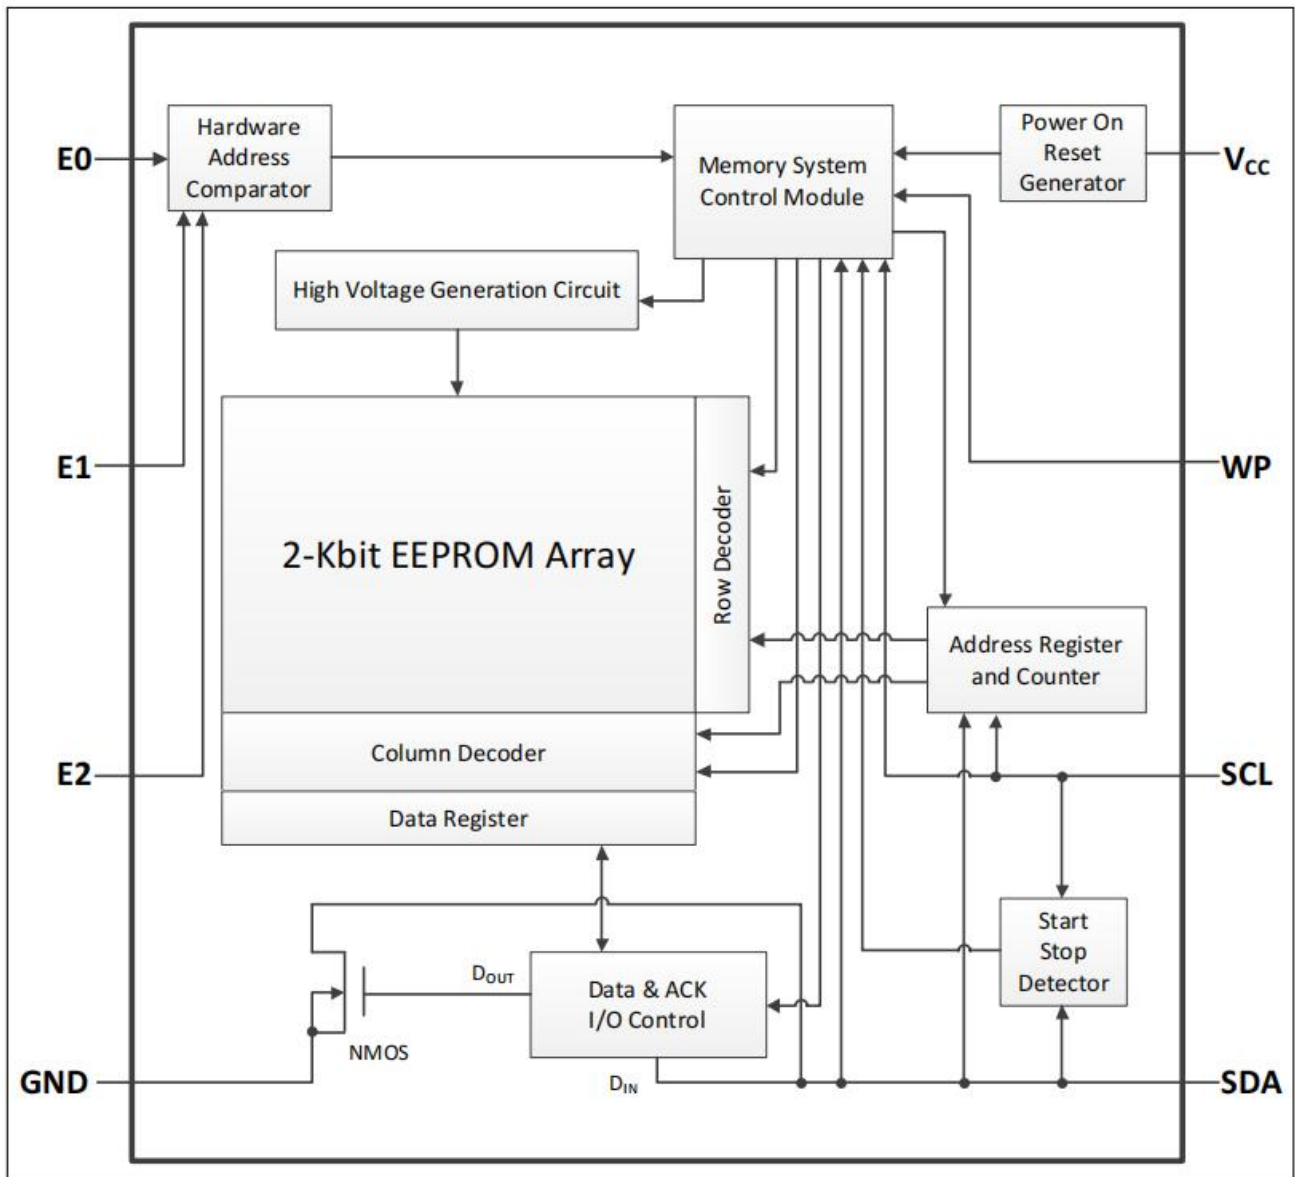 Hardware
Address
Comparator
Memory System
Control Module
Power On
Reset
Generator
E0
VCC
High Voltage Generation Circuit
E1
WP
2-Kbit EEPROM Array
Row Decoder
Address Register
and Counter
Column Decoder
E2
SCL
Data Register
Start
Stop
Detector
DOUT
Data & ACK
I/O Control
NMOS
GND
DIN
SDA